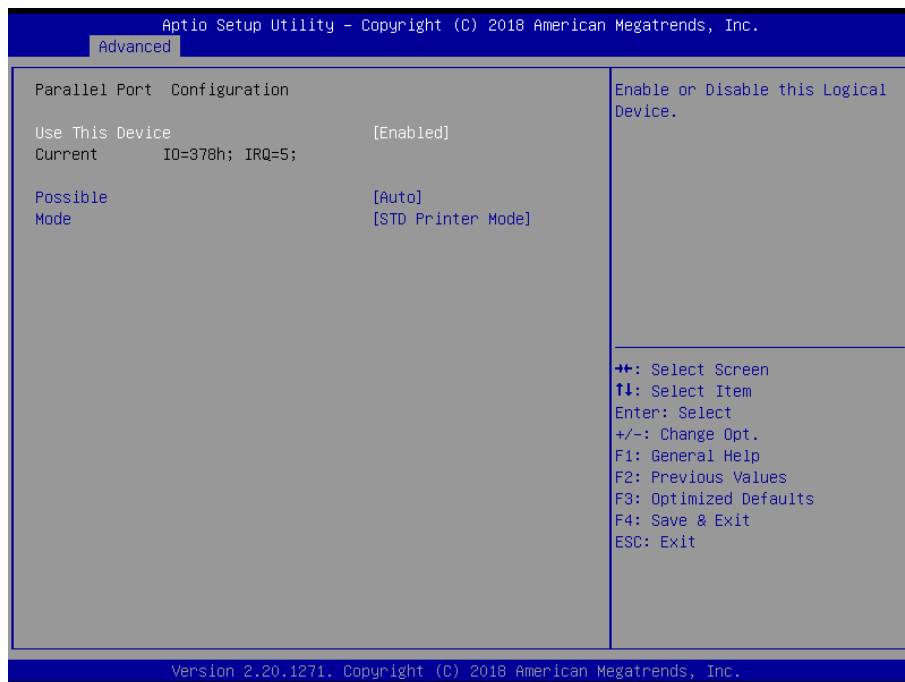 Aptio Setup Utility – Copyright (C) 2018 American Megatrends, Inc.
Advanced
Parallel Port Configuration
Use This Device [Enabled]
Current IO=378h; IRQ=5;
Possible [Auto]
Mode [STD Printer Mode]
Enable or Disable this Logical
Device.
→←: Select Screen
↑↓: Select Item
Enter: Select
+/-: Change Opt.
F1: General Help
F2: Previous Values
F3: Optimized Defaults
F4: Save & Exit
ESC: Exit
Version 2.20.1271. Copyright (C) 2018 American Megatrends, Inc.